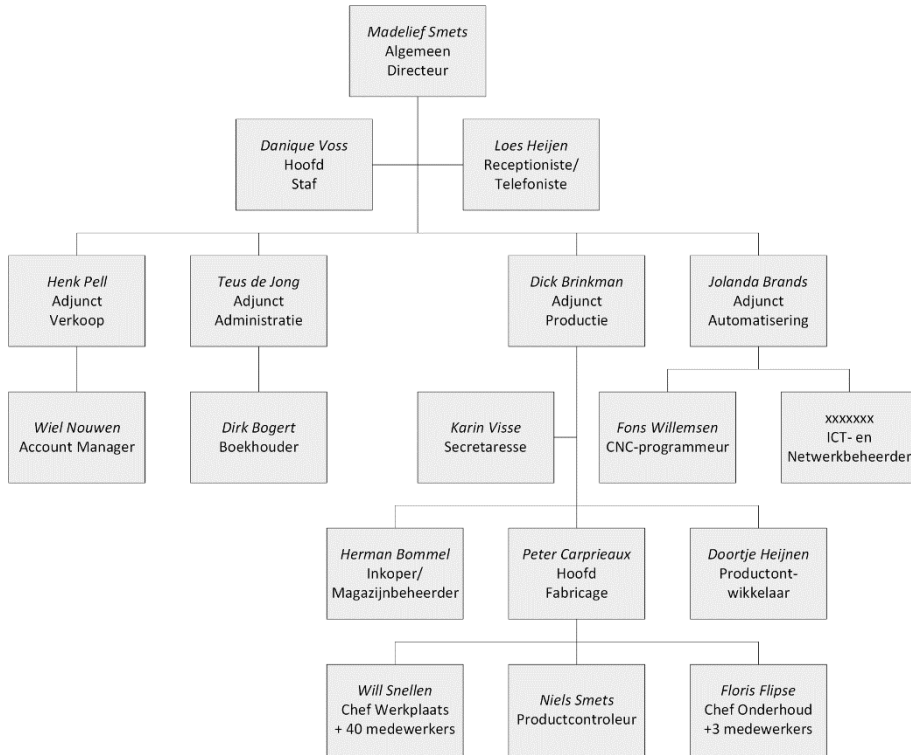 Madelief Smets
Algemeen
Directeur
Danique Voss
Hoofd
Staf
Loes Heijen
Receptioniste/
Telefoniste
Henk Pell
Adjunct
Verkoop
Teus de Jong
Adjunct
Administratie
Dick Brinkman
Adjunct
Productie
Jolanda Brands
Adjunct
Automatisering
Wiel Nouwen
Account Manager
Dirk Bogert
Boekhouder
Karin Visse
Secretaresse
Fons Willemsen
CNC-programmeur
xxxxxxx
ICT- en
Netwerkbeheerder
Herman Bommel
Inkoper/
Magazijnbeheerder
Peter Carprieaux
Hoofd
Fabricage
Doortje Heijnen
Productont-
wikkelaar
Will Snellen
Chef Werkplaats
+ 40 medewerkers
Niels Smets
Productcontroleur
Floris Flipse
Chef Onderhoud
+3 medewerkers